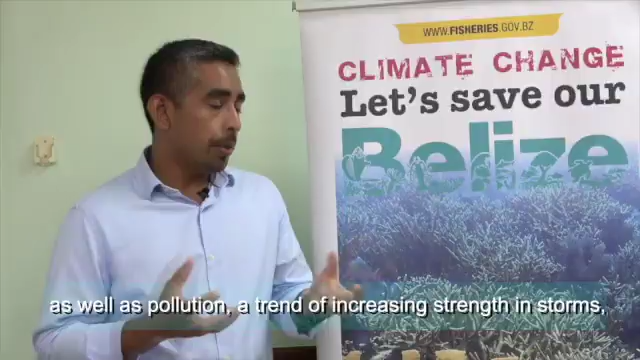 WWW.FISHERIES.GOV.BZ
CLIMATE CHANGE
Let's save our
Belize
as well as pollution, a trend of increasing strength in storms,